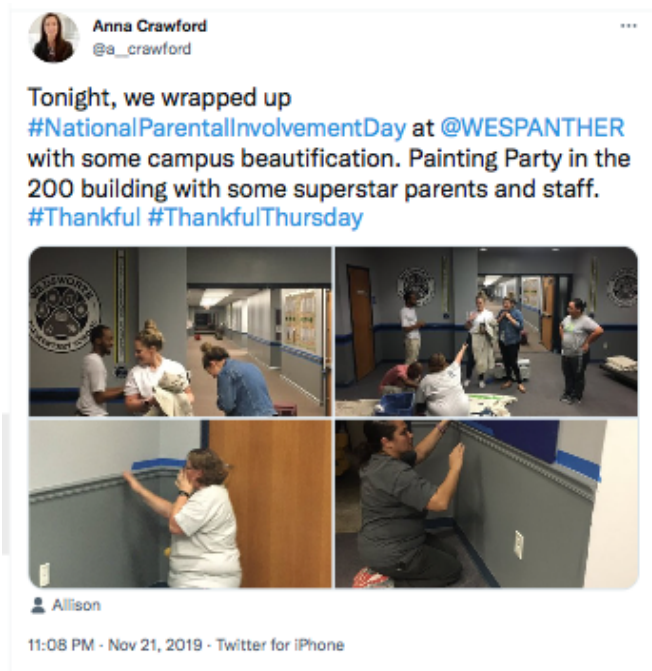 Anna Crawford
@a__crawford
Tonight, we wrapped up
#NationalParentalInvolvementDay at @WESPANTHER
with some campus beautification. Painting Party in the
200 building with some superstar parents and staff.
#Thankful #ThankfulThursday
WADSWORTH
Allison
11:08 PM · Nov 21, 2019 · Twitter for iPhone